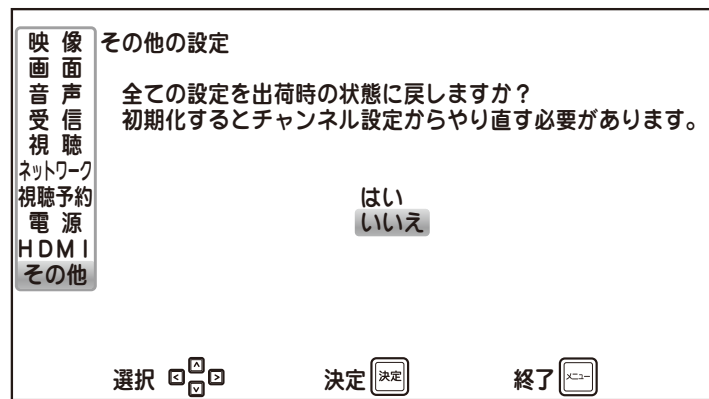 映 像
画 面
音 声
受 信
視 聴
ネットワーク
視聴予約
電 源
HDMI
その他
その他の設定
全ての設定を出荷時の状態に戻しますか？
初期化するとチャンネル設定からやり直す必要があります。
はい
いいえ
選択 決定 決定 終了 メニュー